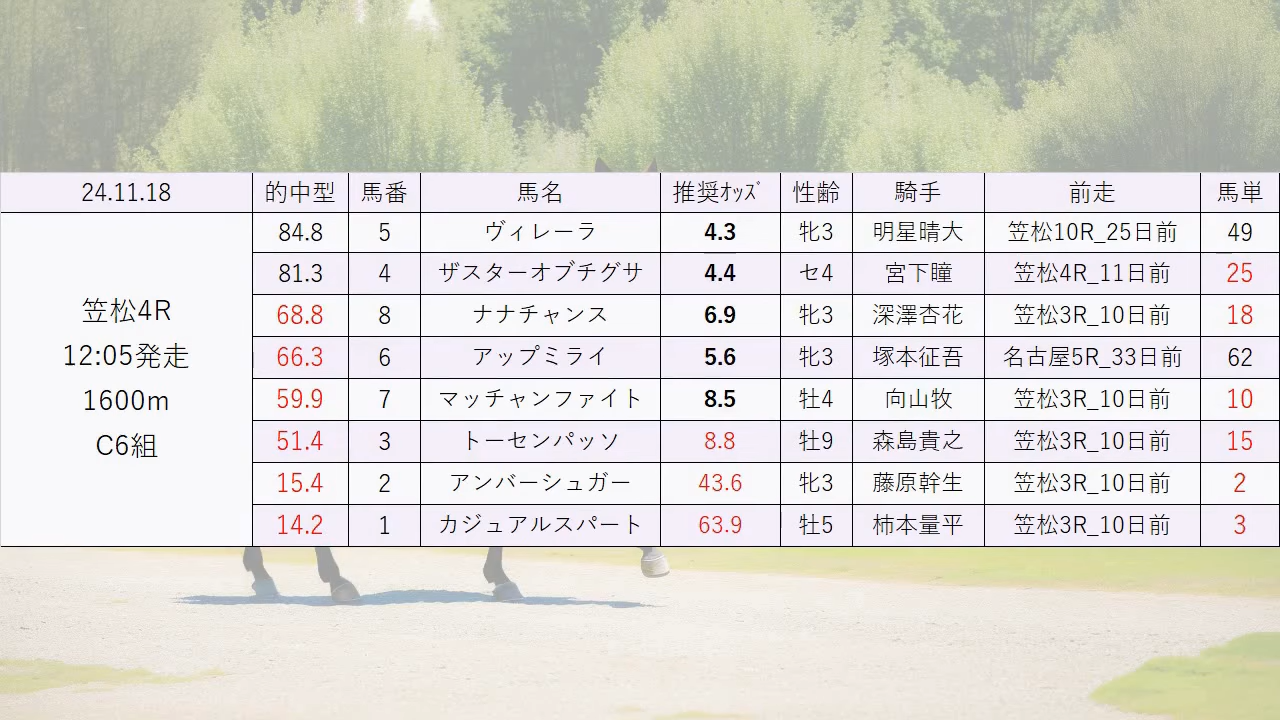 24.11.18 的中型 馬番 馬名 推奨ｵｯｽﾞ 性齢 騎手 前走 馬単
笠松4R
12:05発走
1600m
C6組
84.8 5 ヴィレーラ 4.3 牝3 明星晴大 笠松10R_25日前 49
81.3 4 ザスターオブチグサ 4.4 セ4 宮下瞳 笠松4R_11日前 25
68.8 8 ナナチャンス 6.9 牝3 深澤杏花 笠松3R_10日前 18
66.3 6 アップミライ 5.6 牝3 塚本征吾 名古屋5R_33日前 62
59.9 7 マッチャンファイト 8.5 牡4 向山牧 笠松3R_10日前 10
51.4 3 トーセンパッソ 8.8 牡9 森島貴之 笠松3R_10日前 15
15.4 2 アンバーシュガー 43.6 牝3 藤原幹生 笠松3R_10日前 2
14.2 1 カジュアルスパート 63.9 牡5 柿本量平 笠松3R_10日前 3